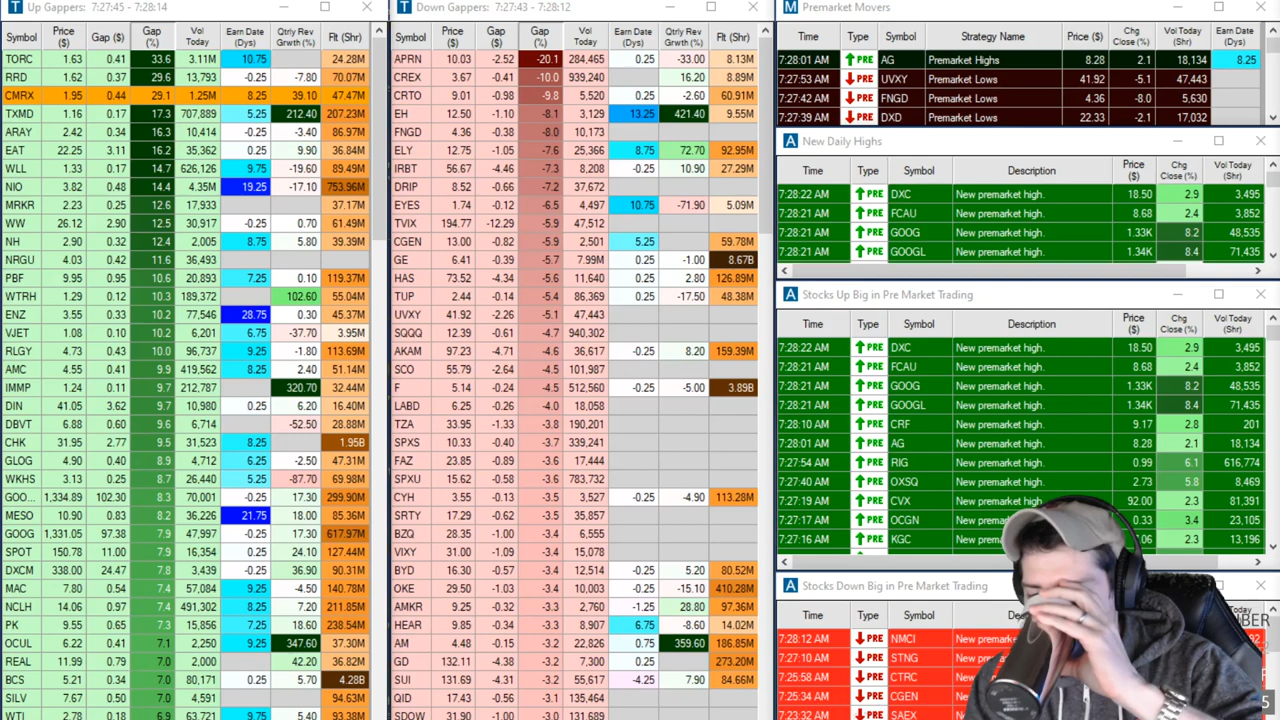 Up Gappers: 7:27:45 - 7:28:14
Symbol Price ($) Gap ($) Gap (%) Vol Today Earn Date (Dys) Qtrly Rev Grwth (%) Flt (Shr)
TORC 1.63 0.41 33.6 3.11M 10.75 24.28M
RRD 1.62 0.37 29.6 13,793 -0.25 -7.80 70.07M
CMRX 1.95 0.44 29.1 1.25M 8.25 39.10 47.47M
TXMD 1.16 0.17 17.3 707,889 5.25 212.40 207.23M
ARAY 2.42 0.34 16.3 10,414 -0.25 -3.40 86.97M
EAT 16.2 35,362 0.25 9.90 36.84M
WLL 1.33 0.17 14.7 626,126 9.75 -19.60 89.49M
NIO 3.82 0.48 14.4 4.35M 19.25 -17.10 753.96M
MRKR 2.24 0.25 12.6 9,333 37.17M
WW 26.10 2.90 12.5 0.25 0.70 61.49M
NH 2.90 0.32 12.4 2,005 8.75 5.80 39.39M
NRGU 0.42 11.6 26,493
PBF 0.95 10.6 20,893 7.25 0.10 119.37M
WTRH 1.29 0.12 10.3 189,372 102.60 55.04M
ENZ 3.55 0.33 10.2 77,546 28.75 0.30 45.37M
VJET 1.08 0.10 10.2 6,201 6.75 -37.70 3.95M
RLGY 4.73 0.43 10.0 96,737 9.25 -1.80 113.69M
AMC 9.9 8.25 2.40 51.14M
IMMP 1.24 0.11 9.7 212,787 320.70 32.44M
DIN 41.05 3.62 9.7 10,980 0.25 6.20 16.40M
DBVT 6.88 0.60 9.6 6,714 -52.50 28.88M
CHK 31.95 2.77 9.5 31,523 8.25 1.95B
GLOG 8.9 6.25 -2.50 47.31M
WKHS 8.7 26,440 5.25 -87.70 69.98M
GOO... 1,334.89 102.30 8.3 70,001 -0.25 17.30 299.90M
MESO 10.97 8.2 36,226 21.75 85.36M
GOOG 1,331.05 97.38 7.9 47,997 -0.25 617.97M
SPOT 150.78 11.00 7.9 16,354 0.25 24.10 127.44M
DXCM 338.00 24.47 7.8 3,439 -0.25 36.90 90.31M
MAC 7.80 0.54 7.4 57,084 12.25 -4.50 140.78M
NCLH 14.06 0.97 7.4 491,302 8.25 7.20 211.85M
PK 9.55 0.65 7.3 15,856 7.25 18.60 238.54M
OCUL 0.41 7.1 2,250 9.25 347.60 37.30M
REAL 11.99 0.79 7.0 42.20 36.82M
BCS 5.21 0.34 7.0 80,171 0.25 0.70 4.28B
SILV 7.0 94.63M
WTI 6.9 9.75 5.40 93.38M
Down Gappers: 7:27:43 - 7:28:12
Symbol Price ($) Gap ($) Gap (%) Vol Today Earn Date (Dys) Qtrly Rev Grwth (%) Flt (Shr)
APRN 10.03 -2.52 -20.1 284,465 0.25 -33.00 8.13M
CREX 1.71 -0.19 -10.0 939,240 16.20 8.89M
CRTO 9.01 -0.98 -9.8 5,520 0.25 -2.60 60.91M
EH 12.50 -1.10 -8.1 3,129 13.25 421.40 9.55M
FNGD 4.36 -0.38 -8.0 10,173
ELY 12.71 -1.05 -7.6 25,366 8.75 72.70 92.95M
IRBT 56.67 -4.46 -7.3 8,208 -0.25 10.90 27.29M
DRIP 8.52 -0.66 -7.2 37,672
EYES 1.74 -0.12 -6.5 4,497 10.75 -71.90 5.09M
TVIX 194.77 -12.23 -5.9 47,512
CGEN 13.00 -0.82 -5.9 2,501 5.25 59.78M
GE 6.41 -0.39 -5.7 7.99M 0.25 -1.00 8.67B
HAS 73.52 -4.34 -5.6 11,640 0.25 2.80 126.89M
TUP 2.44 -0.14 -5.4 86,369 0.25 -17.50 48.38M
UVXY 41.92 -2.26 -5.1 47,443
SQQQ 12.39 -0.61 -4.7 940,302
AKAM 97.23 -4.71 -4.6 36,617 -0.25 8.20 159.39M
SCO 52.79 -2.54 -4.6 101,987
F 5.14 -0.24 -4.5 512,560 -0.25 -5.00 3.89B
LABD 6.25 -0.26 -4.0 18,058
TZA 33.95 -1.33 -3.8 190,201
SPXS 10.33 -0.40 -3.7 339,241
FAZ 23.85 -0.89 -3.6 17,444
SPXU 15.62 -0.58 -3.6 783,732
CYH 3.55 -0.13 -3.5 3,527 -0.25 -4.90 113.28M
SRTY 17.29 -0.62 -3.5 36,857
BZQ 32.55 -1.14 -3.4 6,555
VIXY 31.00 -1.09 -3.4 15,078
BYD 16.30 -0.57 -3.4 12,514 -0.25 5.20 80.52M
OKE 29.30 -1.03 -3.4 10,003 -0.25 -15.10 410.28M
AMKR 9.25 -0.32 -3.3 2,760 -1.25 28.80 97.36M
HEAR 9.85 -0.34 -3.3 9,000 6.75 -8.60 14.02M
AM 4.43 -0.15 -3.3 22,826 0.75 359.60 186.85M
GD 132.11 -4.38 -3.2 7,300 0.25 273.20M
SUI 131.69 -4.28 -3.1 55,617 -4.25 7.90 84.66M
QID 19.43 -0.63 -3.1 135,454
SDOW
Premarket Movers
Time Type Symbol Strategy Name Price ($) Chg Close (%) Vol Today (Shr) Earn Date (Dys)
7:28:01 AM PRE AG Premarket Highs 8.28 2.1 18,134 8.25
7:27:53 AM PRE UVXY Premarket Lows 41.92 -5.1 47,443
7:27:42 AM PRE FNGD Premarket Lows 4.36 -8.0 5,630
7:27:39 AM PRE DXD Premarket Lows 22.33 -2.1 17,032
New Daily Highs
Time Type Symbol Description Price ($) Chg Close (%) Vol Today (Shr)
7:28:22 AM PRE DXC New premarket high. 18.50 2.9 3,495
7:28:21 AM PRE FCAU New premarket high. 8.68 2.4 3,852
7:28:21 AM PRE GOOG New premarket high. 1.33K 8.2 48,535
7:28:21 AM PRE GOOGL New premarket high. 1.34K 8.4 71,435
Stocks Up Big in Pre Market Trading
Time Type Symbol Description Price ($) Chg Close (%) Vol Today (Shr)
7:28:22 AM PRE DXC New premarket high. 18.50 2.9 3,495
7:28:21 AM PRE FCAU New premarket high. 8.68 2.4 3,852
7:28:21 AM PRE GOOG New premarket high. 1.33K 8.2 48,535
7:28:21 AM PRE GOOGL New premarket high. 1.34K 8.4 71,435
7:28:10 AM PRE CRF New premarket high. 9.17 2.8 201
7:28:01 AM PRE AG New premarket high. 8.28 2.1 18,134
7:27:54 AM PRE RIG New premarket high. 0.99 6.1 616,774
7:27:40 AM PRE OXSQ New premarket high. 2.73 5.8 8,469
7:27:19 AM PRE CVX New premarket high. 92.00 2.3 81,391
7:27:17 AM PRE OCGN New premarket high. 0.33 3.4 23,105
7:27:16 AM PRE KGC New premarket high. 2.3 13,196
Stocks Down Big in Pre Market Trading
Time Type Symbol
7:28:12 AM PRE NMCI New prem
7:27:10 AM PRE STNG New prem
7:25:58 AM PRE CTRC New
7:25:34 AM PRE CGEN New
7:23:32 AM PRE SAEX New